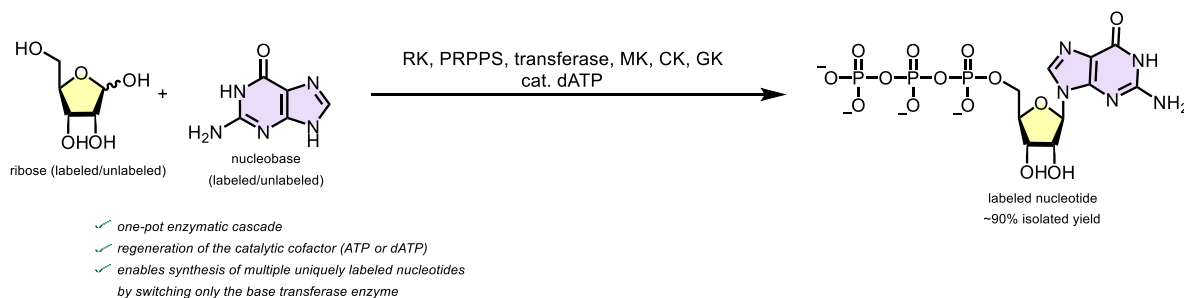 HO
O
OH
OHOH
ribose (labeled/unlabeled)
+
O
HN
N
H2N
N
N
H
nucleobase
(labeled/unlabeled)
RK, PRPPS, transferase, MK, CK, GK
cat. dATP
O O O
−O P O P O P O
O− O− O−
O
N
NH
N
N
NH2
O
OHOH
labeled nucleotide
~90% isolated yield
one-pot enzymatic cascade
regeneration of the catalytic cofactor (ATP or dATP)
enables synthesis of multiple uniquely labeled nucleotides
by switching only the base transferase enzyme